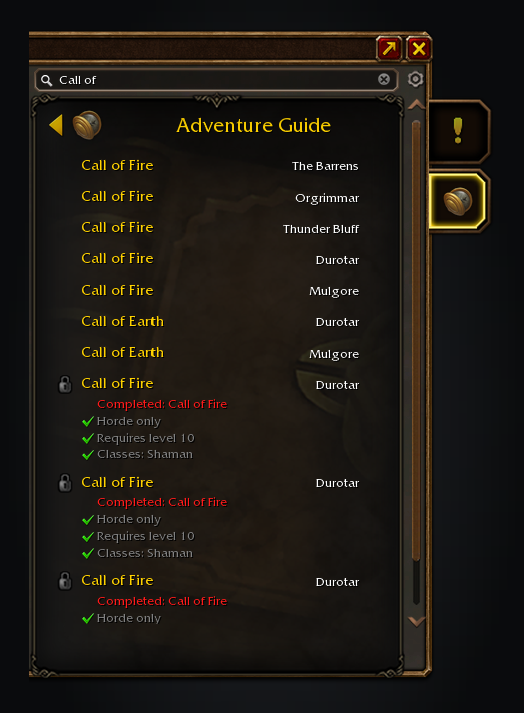 Call of
Adventure Guide
Call of Fire The Barrens
Call of Fire Orgrimmar
Call of Fire Thunder Bluff
Call of Fire Durotar
Call of Fire Mulgore
Call of Earth Durotar
Call of Earth Mulgore
Call of Fire Durotar
Completed: Call of Fire
Horde only
Requires level 10
Classes: Shaman
Call of Fire Durotar
Completed: Call of Fire
Horde only
Requires level 10
Classes: Shaman
Call of Fire Durotar
Completed: Call of Fire
Horde only